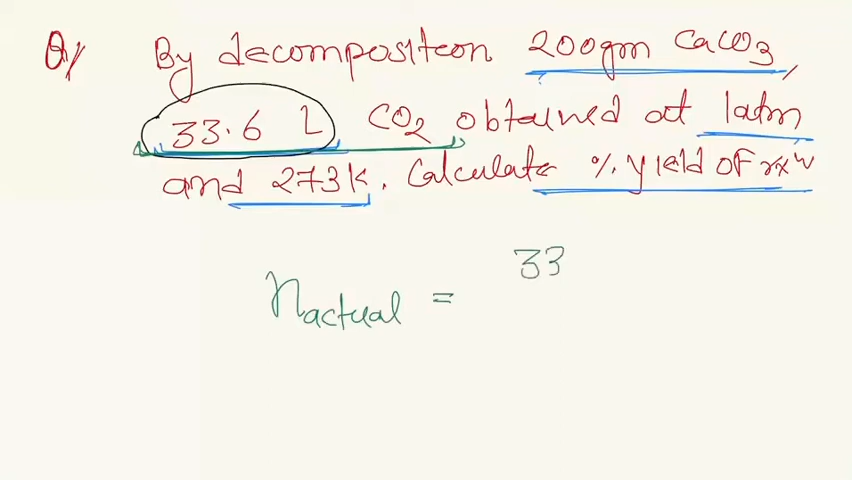 Q/ By decomposition 200gm CaCO3,
33.6 L CO2 obtained at 1atm
and 273K. Calculate % yield of rxn
33
nactual =